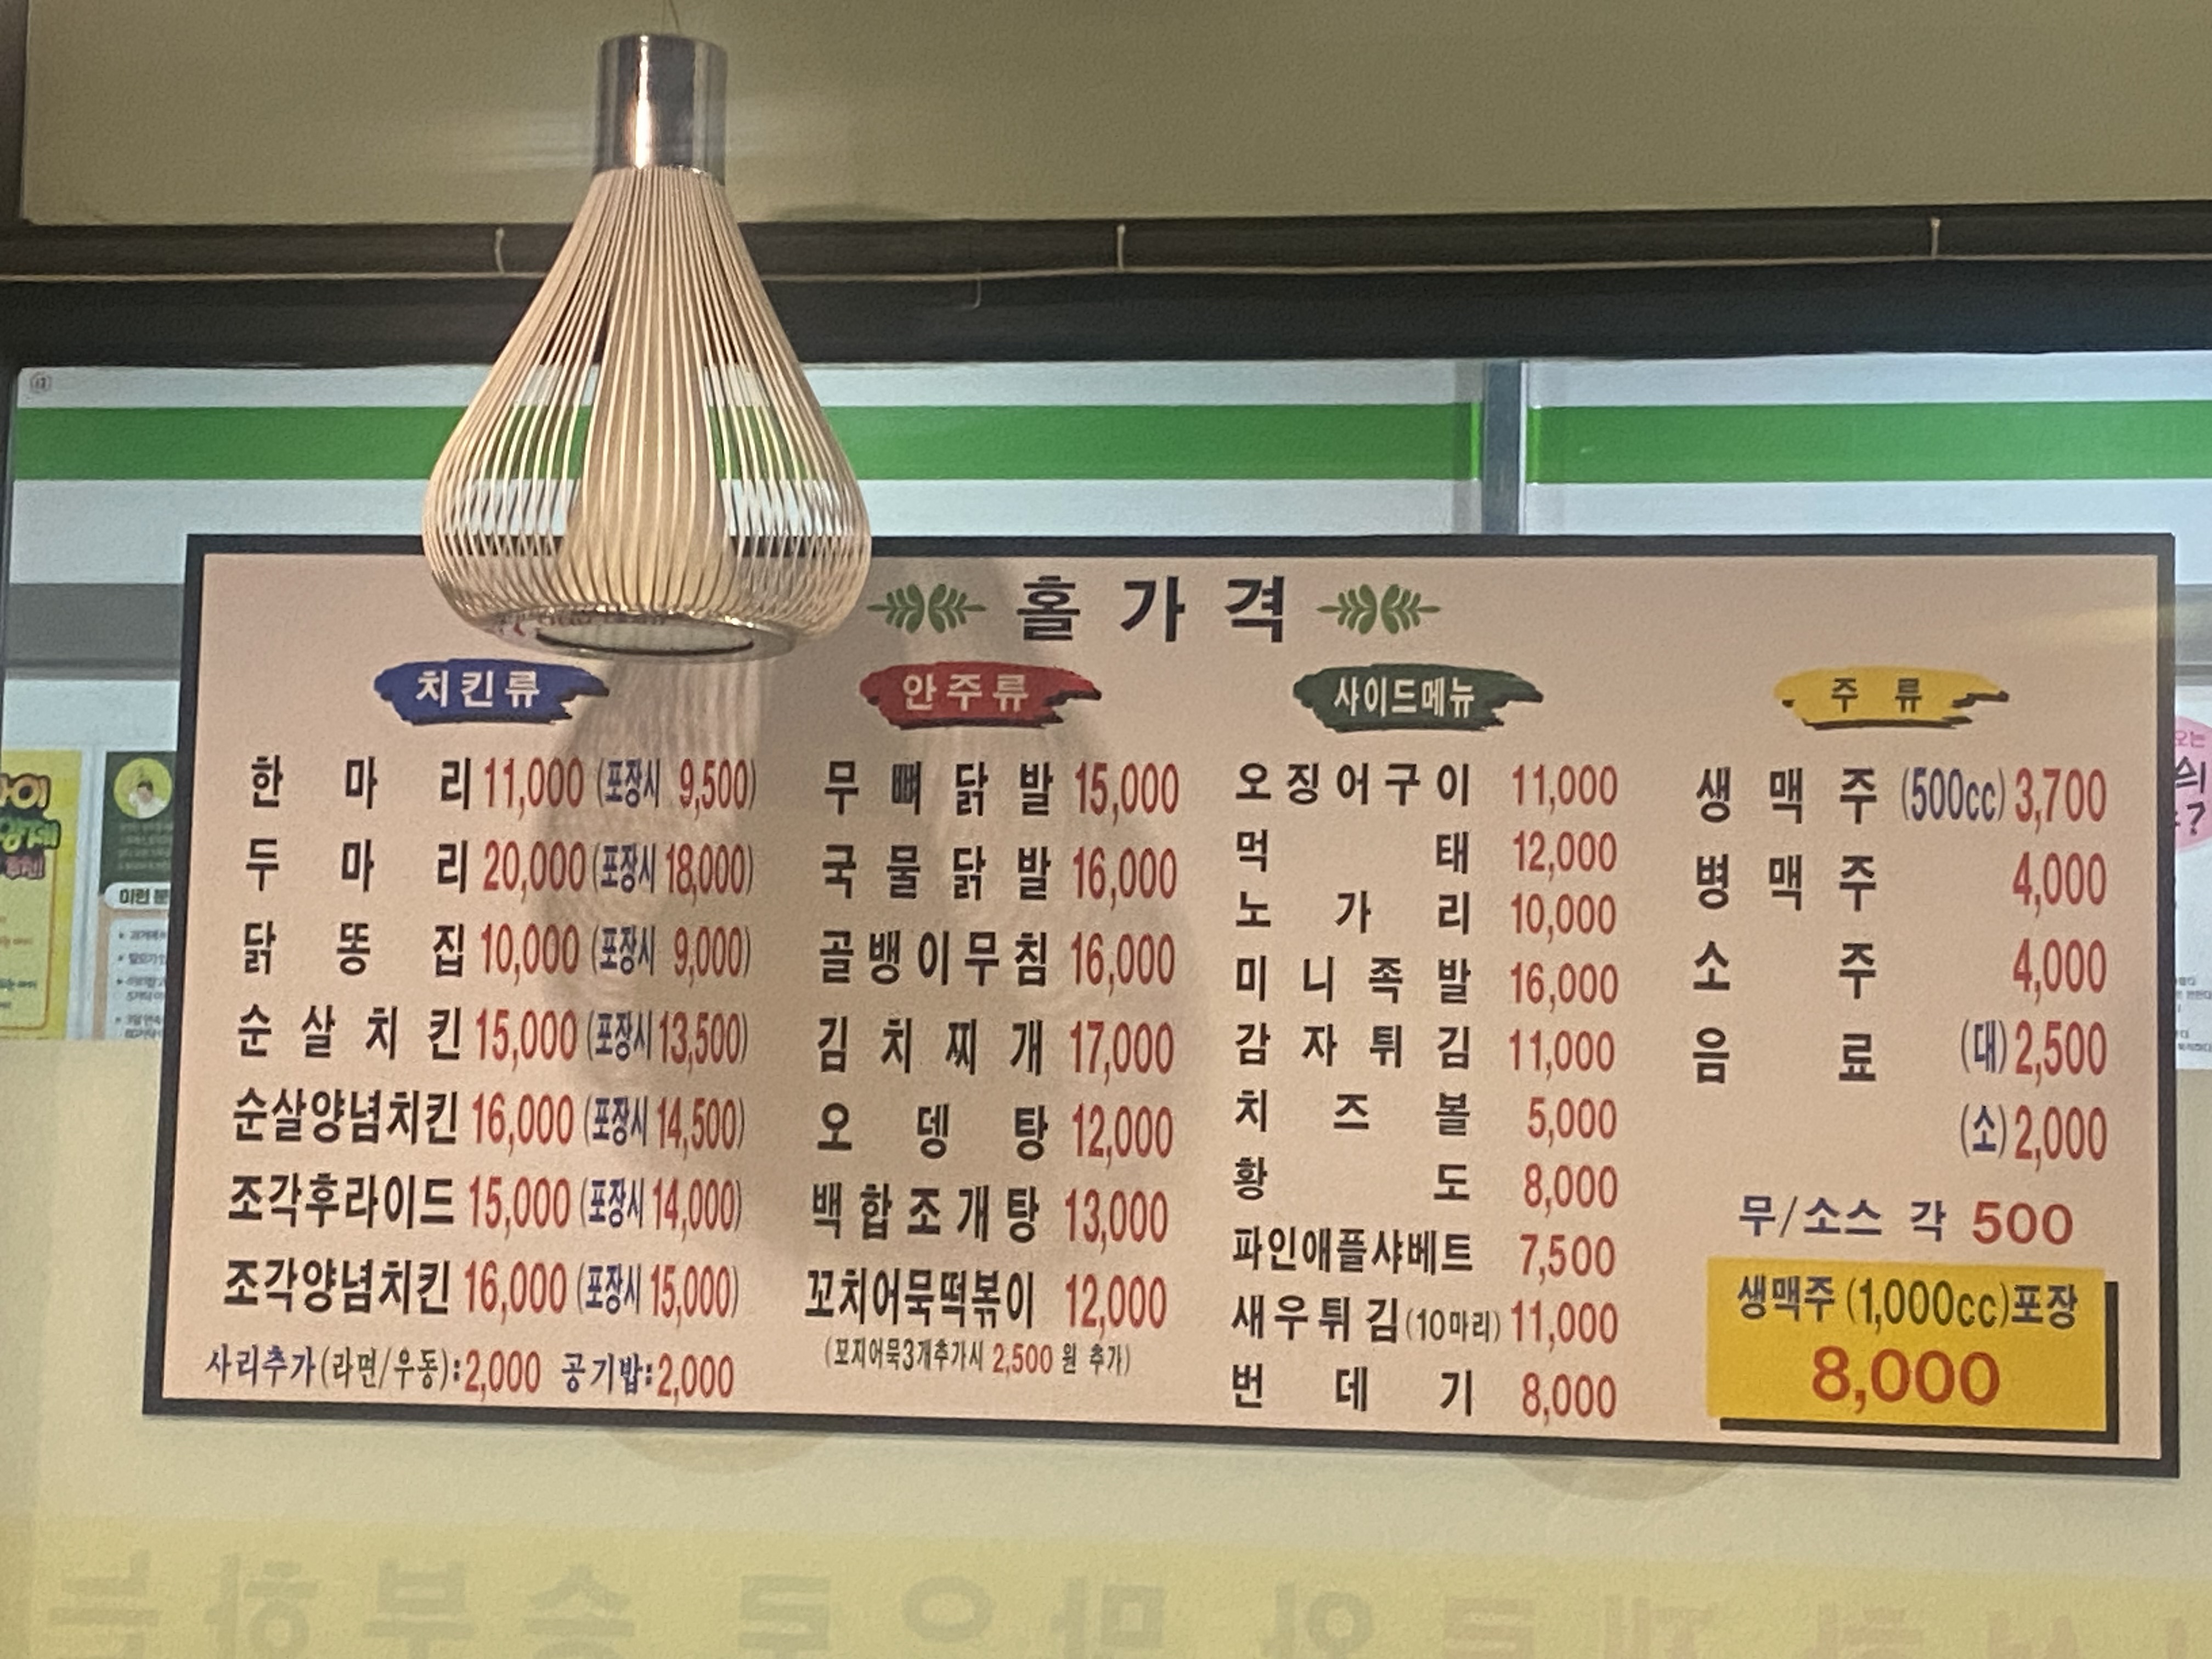 홀가격
치킨류
한마리 11,000 (포장시 9,500)
두마리 20,000 (포장시 18,000)
닭똥집 10,000 (포장시 9,000)
순살치킨 15,000 (포장시 13,500)
순살양념치킨 16,000 (포장시 14,500)
조각후라이드 15,000 (포장시 14,000)
조각양념치킨 16,000 (포장시 15,000)
사리추가(라면/우동):2,000 공기밥:2,000
안주류
무뼈닭발 15,000
국물닭발 16,000
골뱅이무침 16,000
김치찌개 17,000
오뎅탕 12,000
백합조개탕 13,000
꼬치어묵떡볶이 12,000
(꼬지어묵3개추가시 2,500 원 추가)
사이드메뉴
오징어구이 11,000
먹태 12,000
노가리 10,000
미니족발 16,000
감자튀김 11,000
치즈볼 5,000
황도 8,000
파인애플샤베트 7,500
새우튀김(10마리) 11,000
번데기 8,000
주류
생맥주 (500cc) 3,700
병맥주 4,000
소주 4,000
음료 (대) 2,500
(소) 2,000
무/소스 각 500
생맥주 (1,000cc)포장
8,000
이런 분